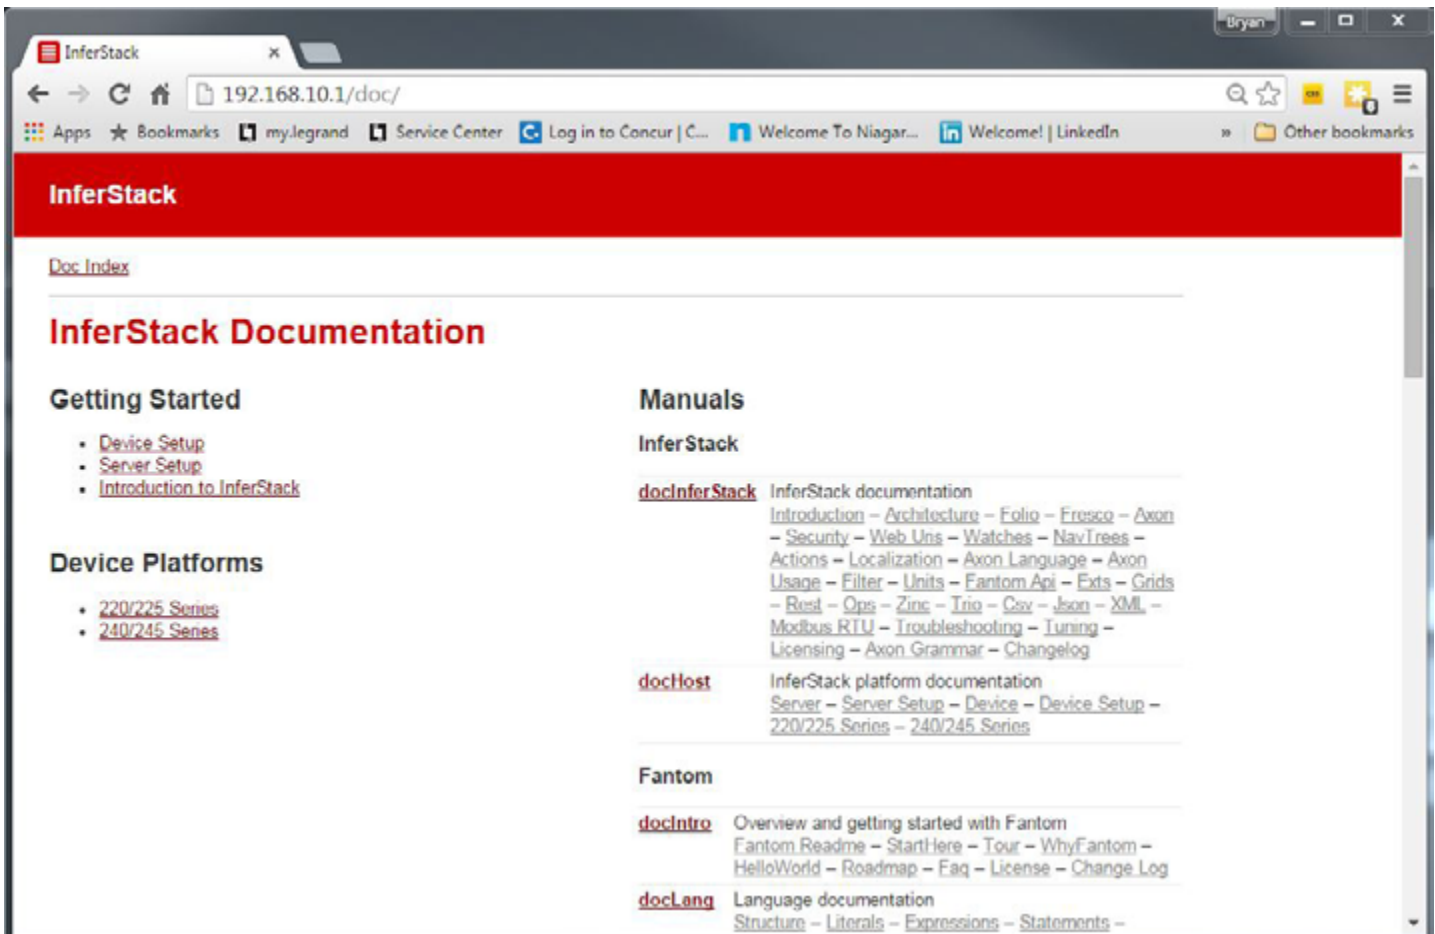 Bryan
InferStack
192.168.10.1/doc/
Apps Bookmarks my.legrand Service Center Log in to Concur | C... Welcome To Niagar... Welcome! | LinkedIn » Other bookmarks
InferStack
Doc Index
InferStack Documentation
Getting Started
Device Setup
Server Setup
Introduction to InferStack
Device Platforms
220/225 Series
240/245 Series
Manuals
InferStack
docInferStack InferStack documentation
Introduction – Architecture – Folio – Fresco – Axon
– Security – Web Uris – Watches – NavTrees –
Actions – Localization – Axon Language – Axon
Usage – Filter – Units – Fantom Api – Exts – Grids
– Rest – Ops – Zinc – Trio – Csv – Json – XML –
Modbus RTU – Troubleshooting – Tuning –
Licensing – Axon Grammar – Changelog
docHost InferStack platform documentation
Server – Server Setup – Device – Device Setup –
220/225 Series – 240/245 Series
Fantom
docIntro Overview and getting started with Fantom
Fantom Readme – StartHere – Tour – WhyFantom –
HelloWorld – Roadmap – Faq – License – Change Log
docLang Language documentation
Structure – Literals – Expressions – Statements –